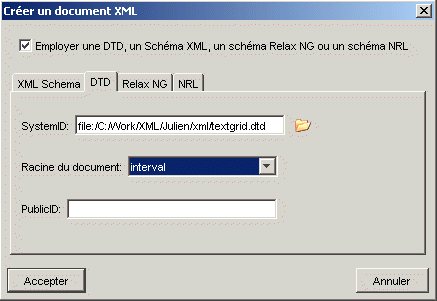 Créer un document XML
Employer une DTD, un Schéma XML, un schéma Relax NG ou un schéma NRL
XML Schema DTD Relax NG NRL
SystemID: file:/C:/Work/XML/Julien/xml/textgrid.dtd
Racine du document: interval
PublicID:
Accepter Annuler